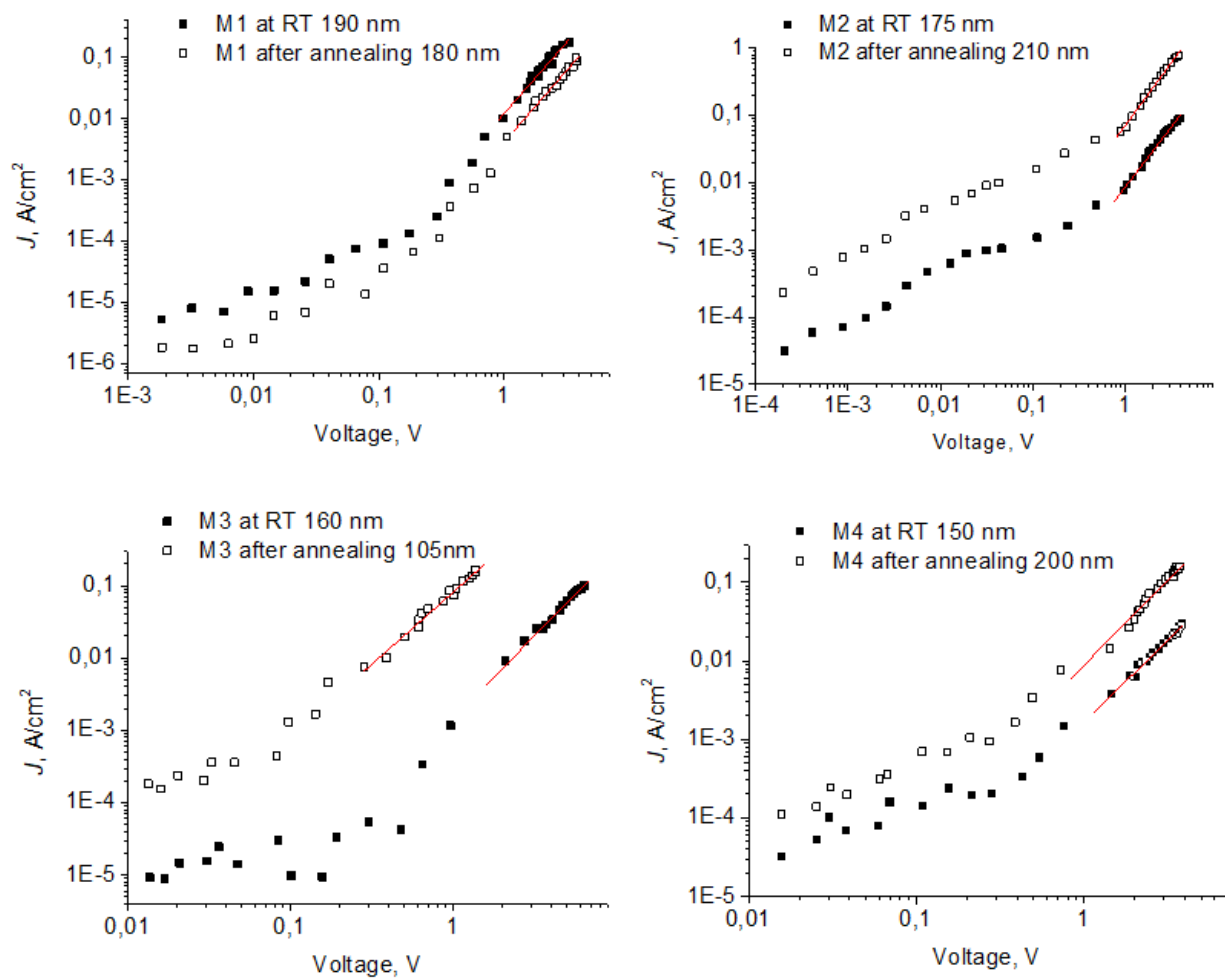 M1 at RT 190 nm
M1 after annealing 180 nm
0,1
0,01
1E-3
1E-4
1E-5
1E-6
J, A/cm2
1E-3 0,01 0,1 1
Voltage, V
M2 at RT 175 nm
M2 after annealing 210 nm
1
0,1
0,01
1E-3
1E-4
1E-5
J, A/cm2
1E-4 1E-3 0,01 0,1 1
Voltage, V
M3 at RT 160 nm
M3 after annealing 105nm
0,1
0,01
1E-3
1E-4
1E-5
J, A/cm2
0,01 0,1 1
Voltage, V
M4 at RT 150 nm
M4 after annealing 200 nm
0,1
0,01
1E-3
1E-4
1E-5
J, A/cm2
0,01 0,1 1
Voltage, V